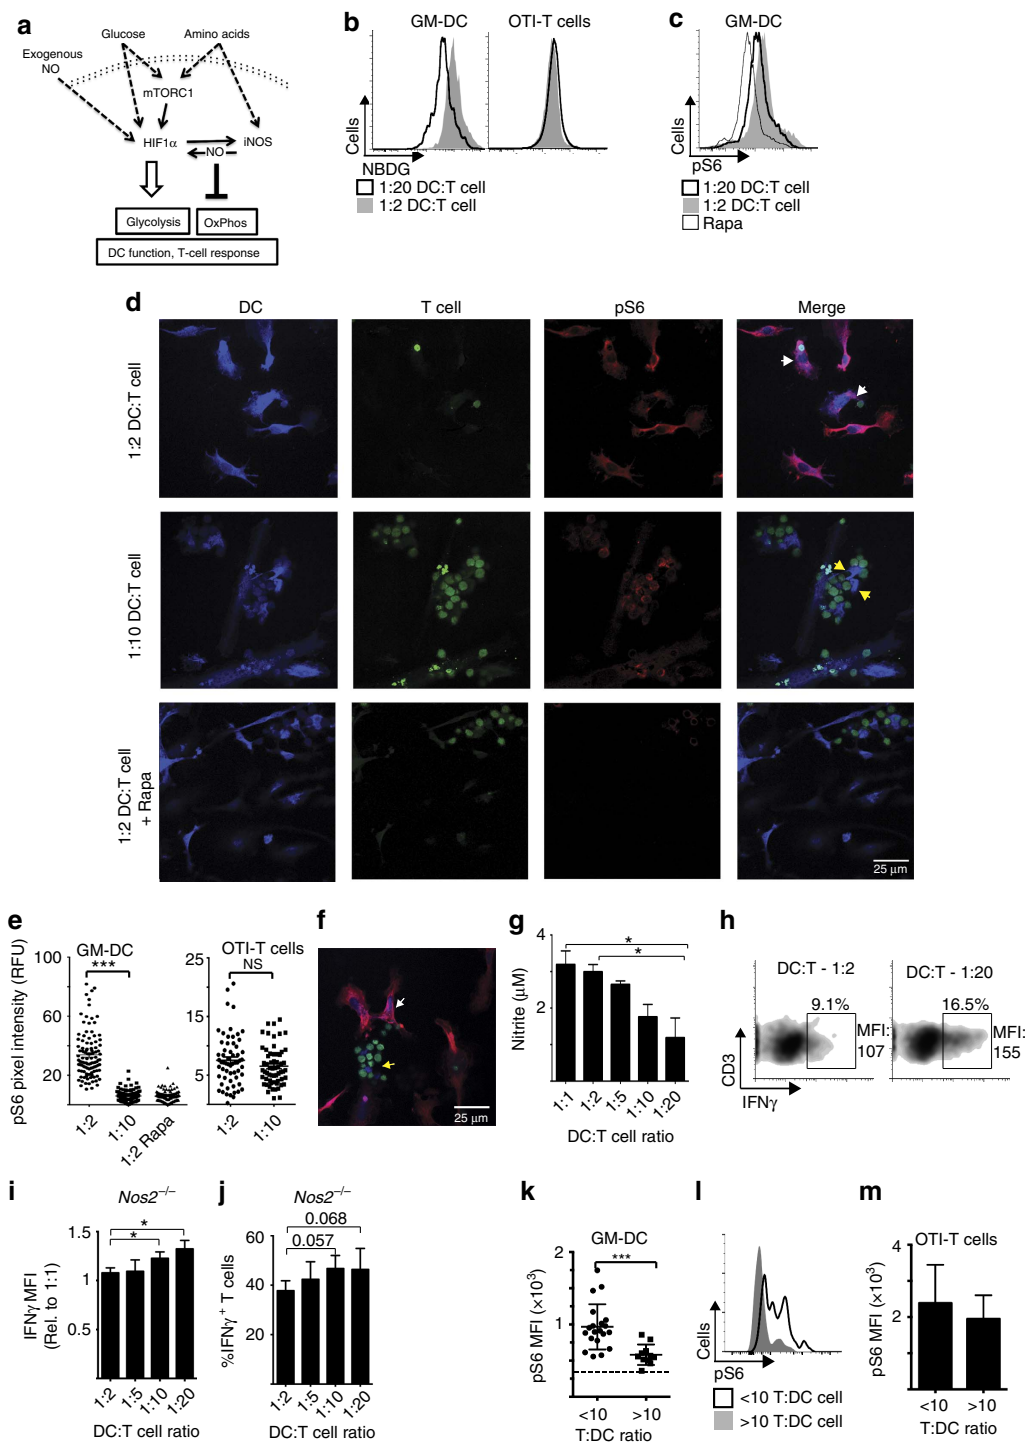 a
Glucose
Amino acids
Exogenous
NO
mTORC1
HIF1α
NO
iNOS
Glycolysis
OxPhos
DC function, T-cell response
b
GM-DC
OTI-T cells
Cells
NBDG
1:20 DC:T cell
1:2 DC:T cell
c
GM-DC
Cells
pS6
1:20 DC:T cell
1:2 DC:T cell
Rapa
d
DC
T cell
pS6
Merge
1:2 DC:T cell
1:10 DC:T cell
1:2 DC:T cell
+ Rapa
25 μm
e
pS6 pixel intensity (RFU)
GM-DC
***
100
60
20
1:2
1:10
1:2 Rapa
OTI-T cells
NS
25
20
15
10
5
1:2
1:10
f
25 μm
g
Nitrite (μM)
4
2
*
*
1:1
1:2
1:5
1:10
1:20
DC:T cell ratio
h
DC:T - 1:2
9.1%
MFI:
107
DC:T - 1:20
16.5%
MFI:
155
CD3
IFNγ
i
Nos2–/–
IFNγ MFI
(Rel. to 1:1)
1.5
1
0.5
*
*
1:2
1:5
1:10
1:20
DC:T cell ratio
j
Nos2–/–
%IFNγ+ T cells
60
40
20
0.068
0.057
1:2
1:5
1:10
1:20
DC:T cell ratio
k
GM-DC
***
pS6 MFI (×10³)
2
1
0
<10
>10
T:DC ratio
l
Cells
pS6
<10 T:DC cell
>10 T:DC cell
m
OTI-T cells
pS6 MFI (×10³)
4
2
0
<10
>10
T:DC ratio